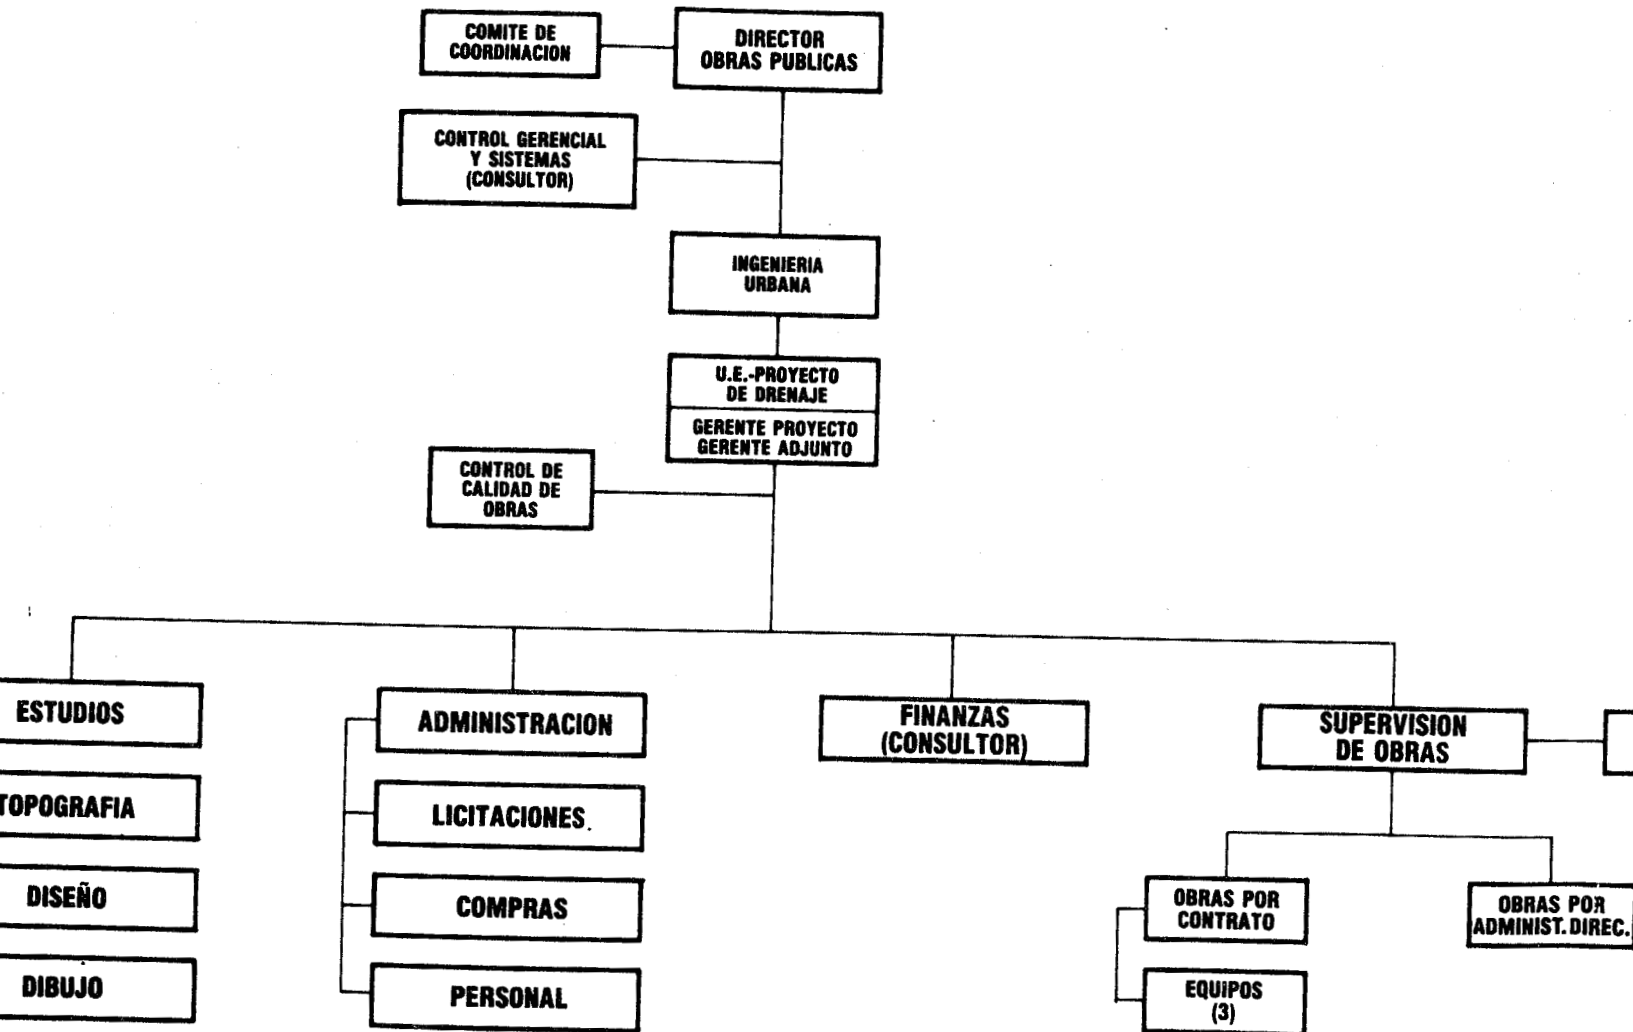 COMITE DE
COORDINACION
DIRECTOR
OBRAS PUBLICAS
CONTROL GERENCIAL
Y SISTEMAS
(CONSULTOR)
INGENIERIA
URBANA
U.E.-PROYECTO
DE DRENAJE
GERENTE PROYECTO
GERENTE ADJUNTO
CONTROL DE
CALIDAD DE
OBRAS
ESTUDIOS
TOPOGRAFIA
DISEÑO
DIBUJO
ADMINISTRACION
LICITACIONES.
COMPRAS
PERSONAL
FINANZAS
(CONSULTOR)
SUPERVISION
DE OBRAS
OBRAS POR
CONTRATO
EQUIPOS
(3)
OBRAS POR
ADMINIST. DIREC.